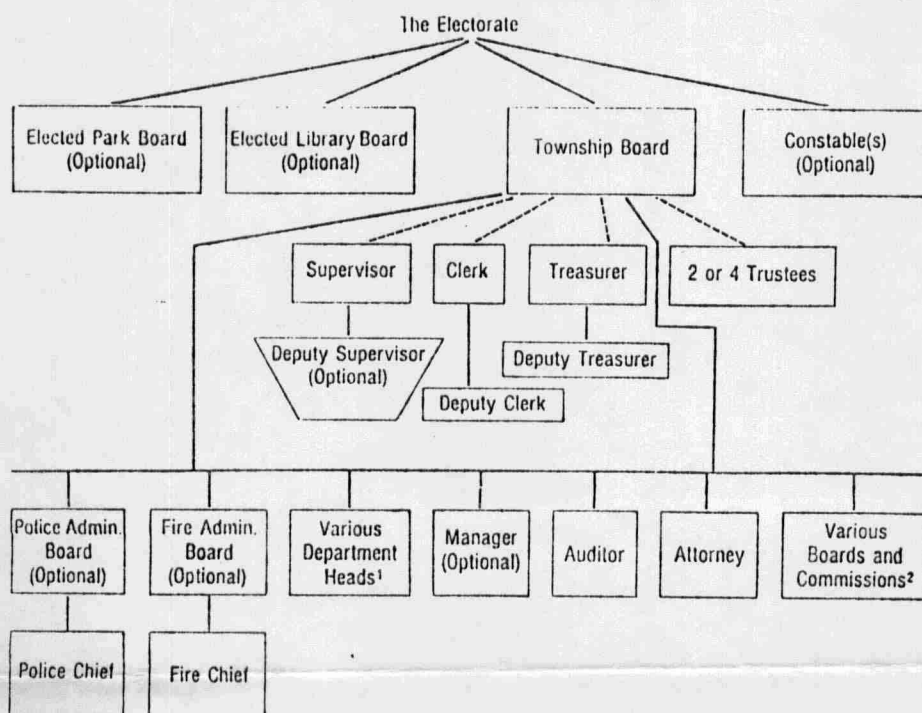 The Electorate
Elected Park Board
(Optional)
Elected Library Board
(Optional)
Township Board
Constable(s)
(Optional)
Supervisor
Clerk
Treasurer
2 or 4 Trustees
Deputy Supervisor
(Optional)
Deputy Treasurer
Deputy Clerk
Police Admin.
Board
(Optional)
Fire Admin.
Board
(Optional)
Various
Department
Heads¹
Manager
(Optional)
Auditor
Attorney
Various
Boards and
Commissions²
Police Chief
Fire Chief